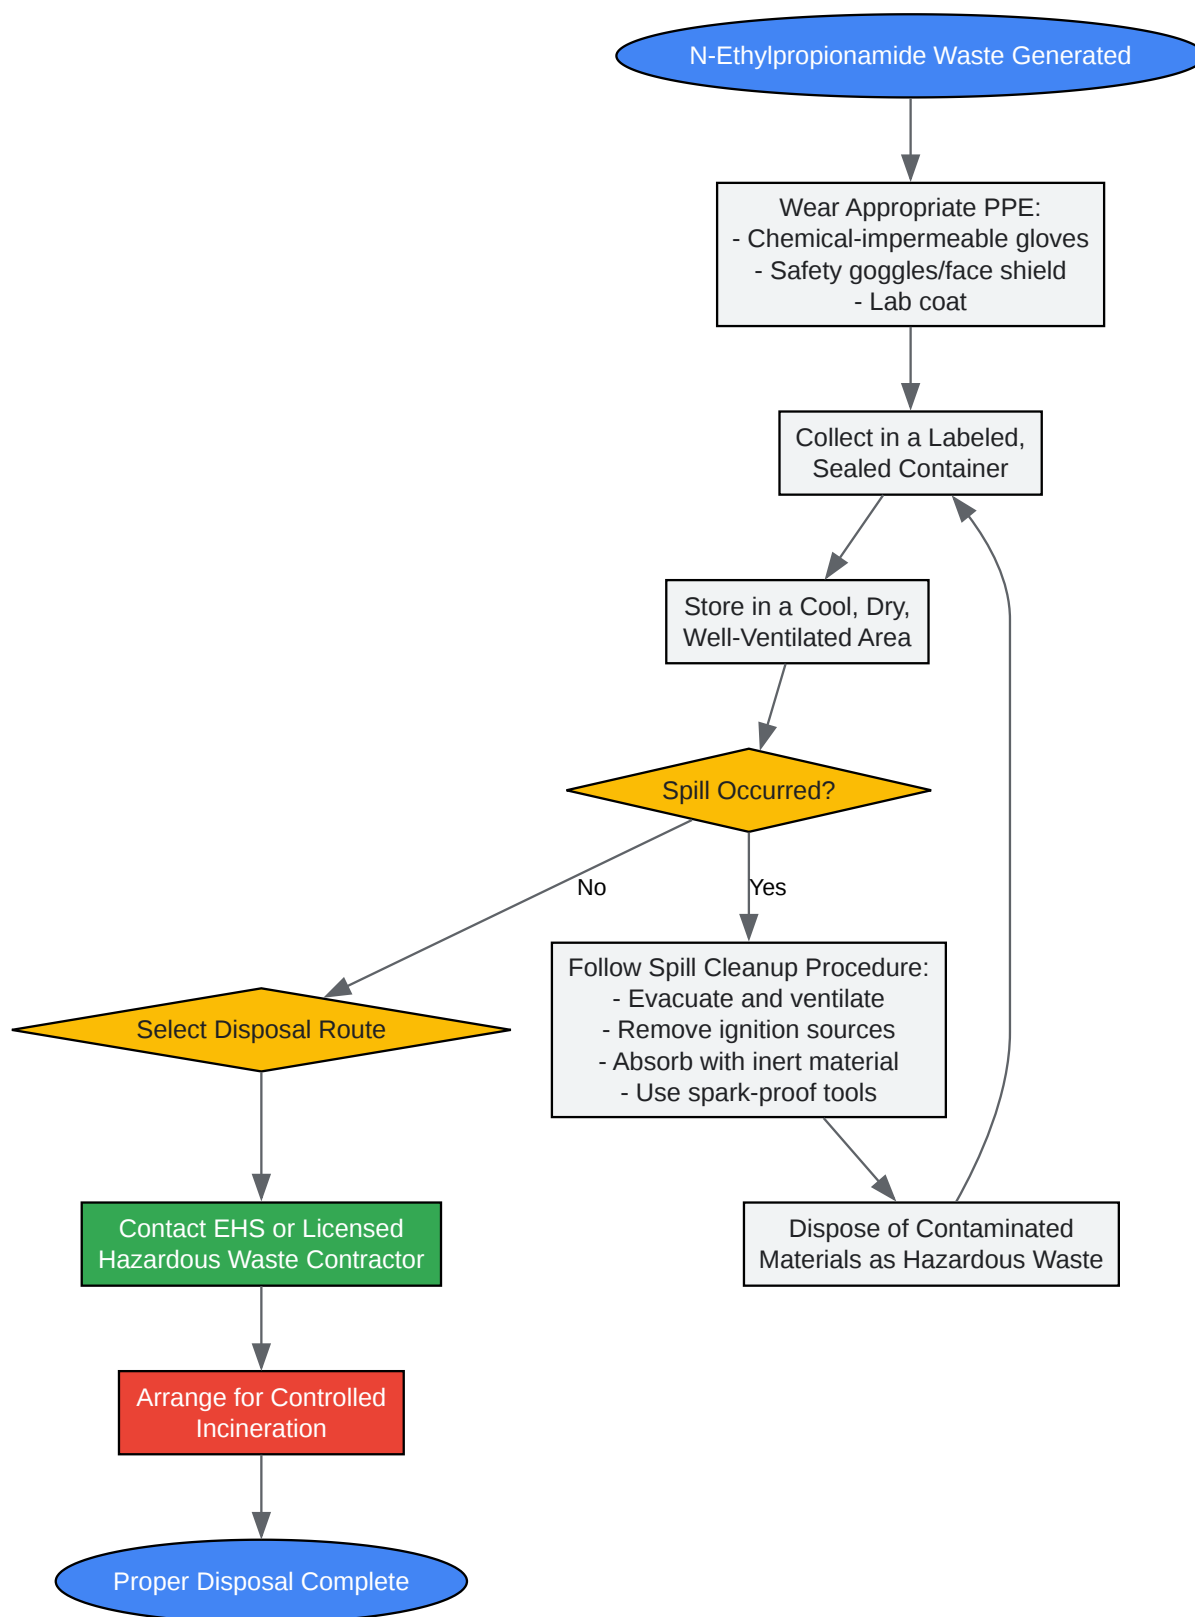 N-Ethylpropionamide Waste Generated
Wear Appropriate PPE:
- Chemical-impermeable gloves
- Safety goggles/face shield
- Lab coat
Collect in a Labeled,
Sealed Container
Store in a Cool, Dry,
Well-Ventilated Area
Spill Occurred?
No
Yes
Follow Spill Cleanup Procedure:
- Evacuate and ventilate
- Remove ignition sources
- Absorb with inert material
- Use spark-proof tools
Select Disposal Route
Contact EHS or Licensed
Hazardous Waste Contractor
Dispose of Contaminated
Materials as Hazardous Waste
Arrange for Controlled
Incineration
Proper Disposal Complete